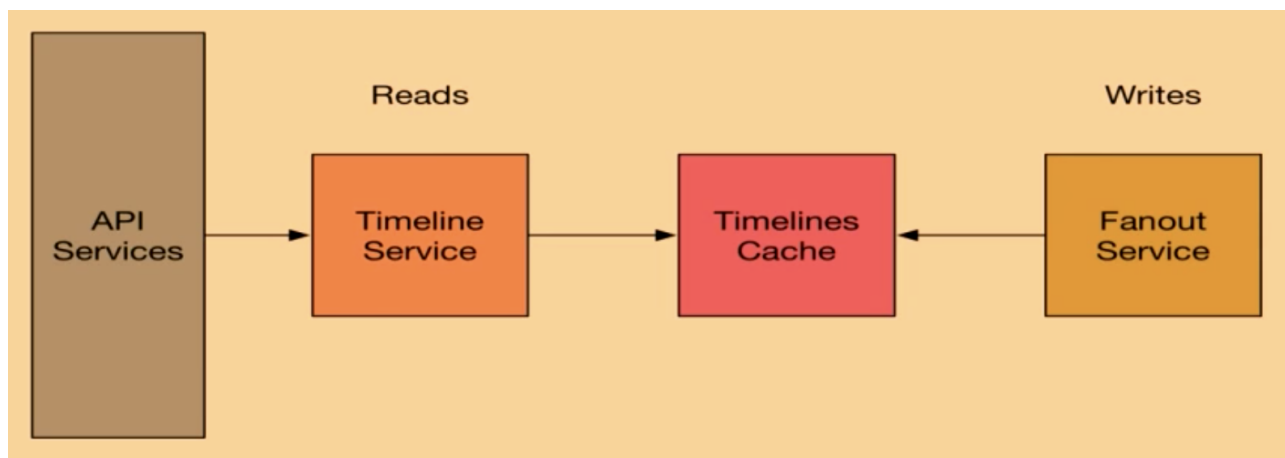 Reads
Writes
API
Services
Timeline
Service
Timelines
Cache
Fanout
Service